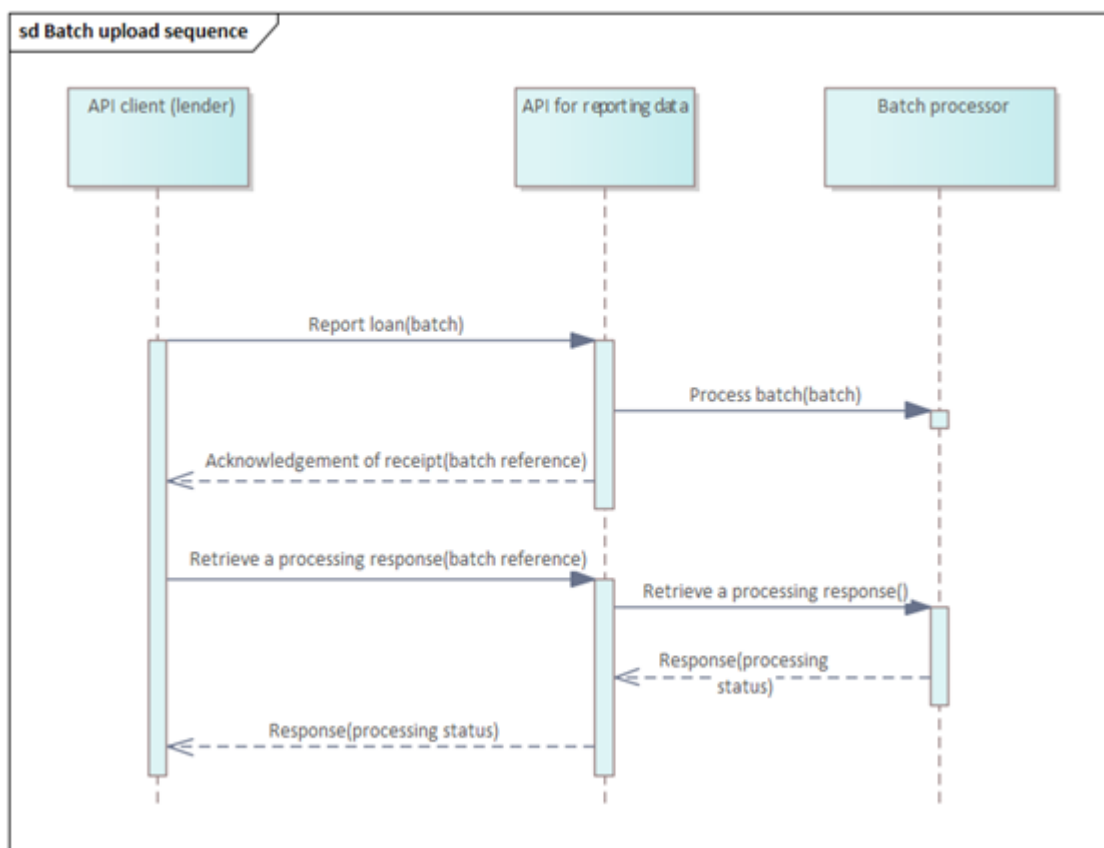 sd Batch upload sequence
API client (lender)
API for reporting data
Batch processor
Report loan(batch)
Process batch(batch)
Acknowledgement of receipt(batch reference)
Retrieve a processing response(batch reference)
Retrieve a processing response()
Response(processing
status)
Response(processing status)